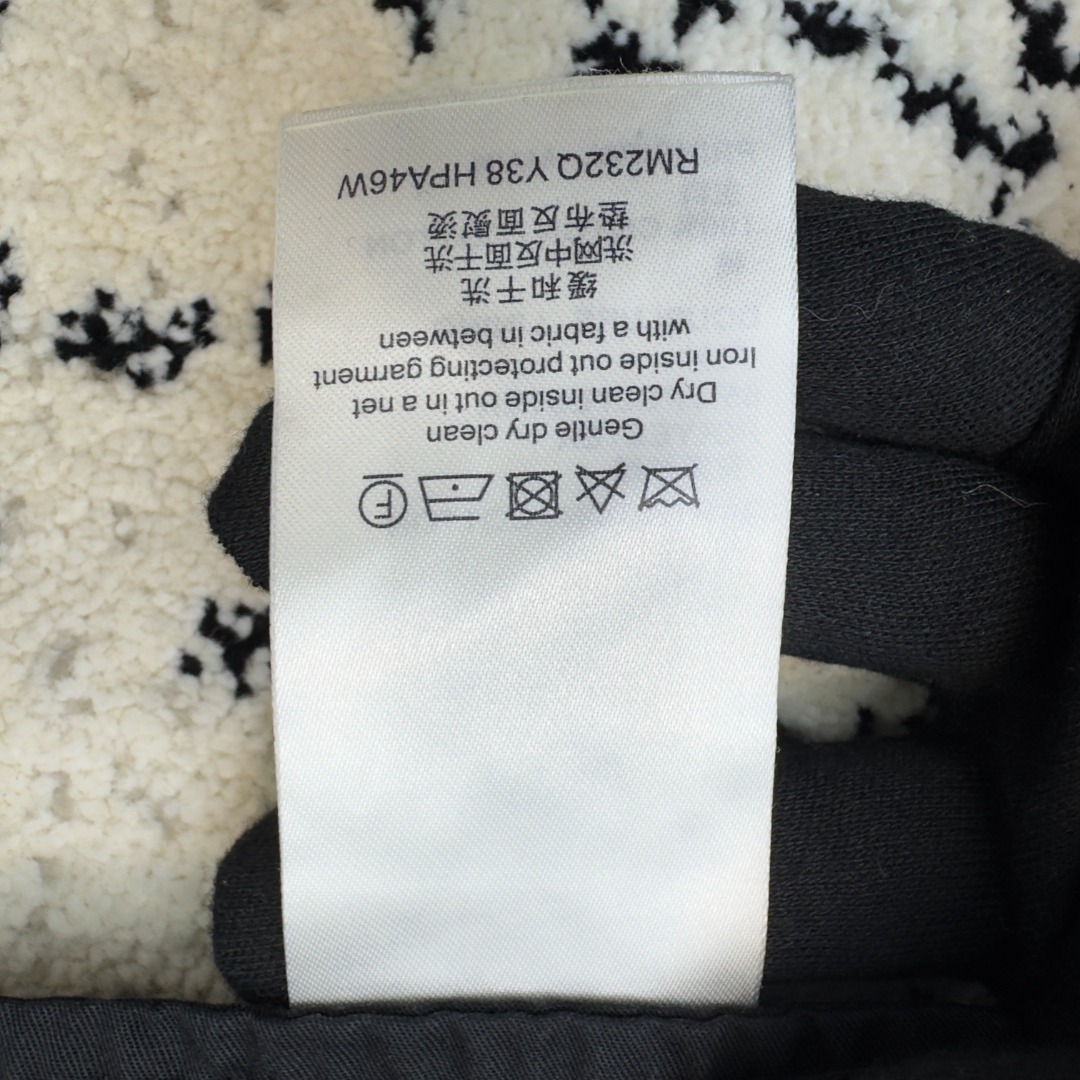 F
Gentle dry clean
Dry clean inside out in a net
Iron inside out protecting garment
with a fabric in between
缓和干洗
洗网中反面干洗
垫布反面熨烫
RM232Q Y38 HPA46W